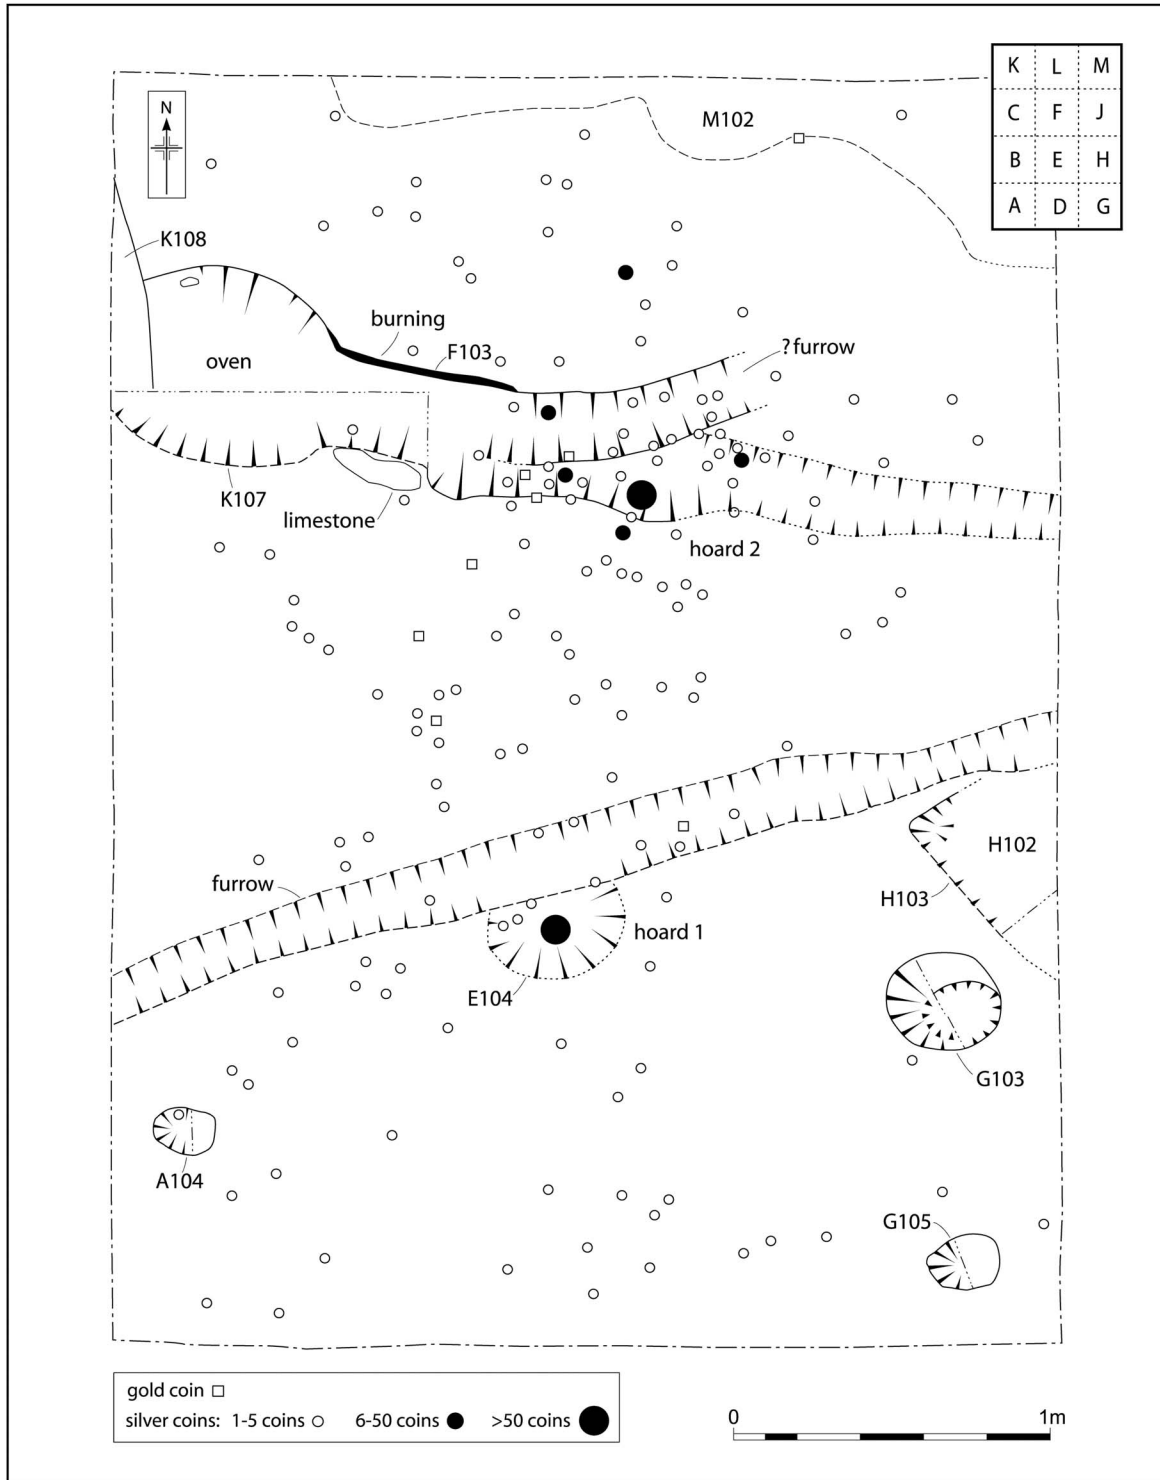 K L M
C F J
B E H
A D G
N
M102
K108
burning
F103
oven
? furrow
K107
limestone
hoard 2
furrow
H102
H103
hoard 1
E104
G103
A104
G105
gold coin
silver coins: 1-5 coins 6-50 coins >50 coins
0 1m